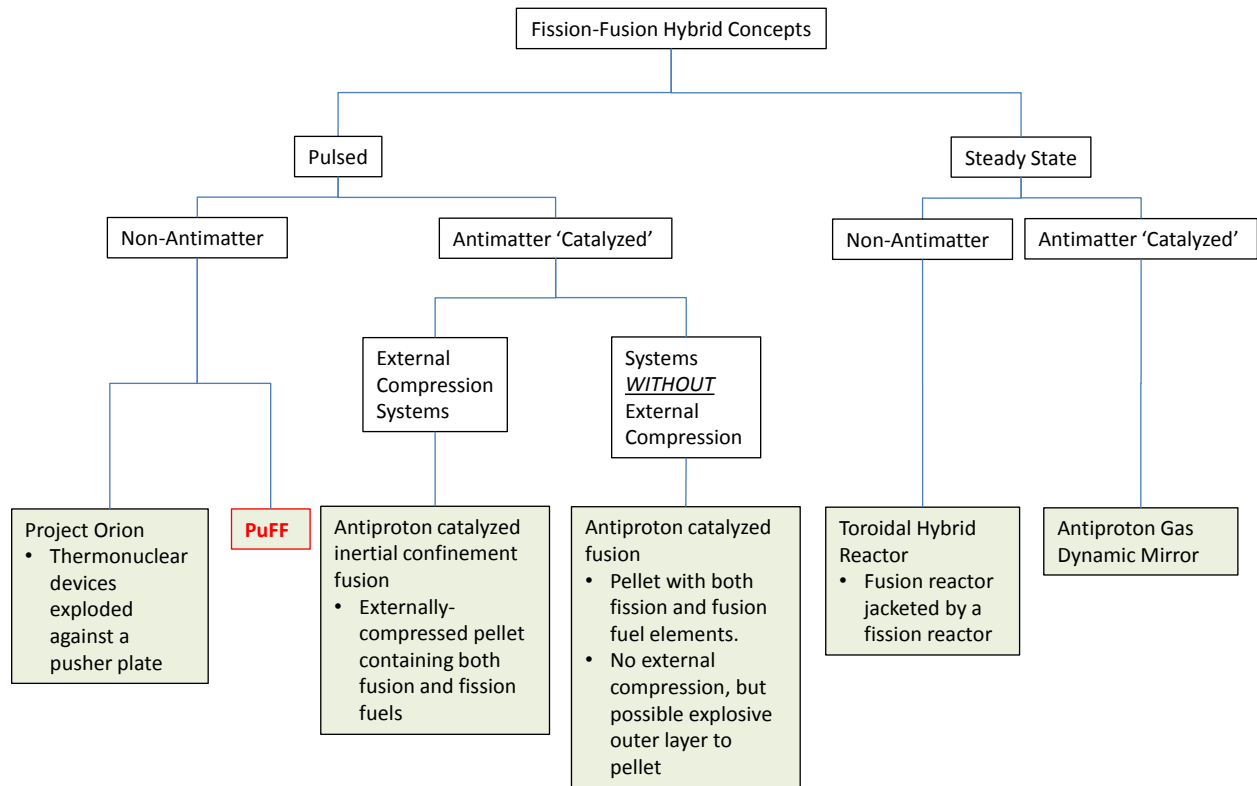 Fission-Fusion Hybrid Concepts
Pulsed
Steady State
Non-Antimatter
Antimatter ‘Catalyzed’
Non-Antimatter
Antimatter ‘Catalyzed’
External
Compression
Systems
Systems
WITHOUT
External
Compression
Project Orion
• Thermonuclear
devices
exploded
against a
pusher plate
PuFF
Antiproton catalyzed
inertial confinement
fusion
• Externally-
compressed pellet
containing both
fusion and fission
fuels
Antiproton catalyzed
fusion
• Pellet with both
fission and fusion
fuel elements.
• No external
compression, but
possible explosive
outer layer to
pellet
Toroidal Hybrid
Reactor
• Fusion reactor
jacketed by a
fission reactor
Antiproton Gas
Dynamic Mirror